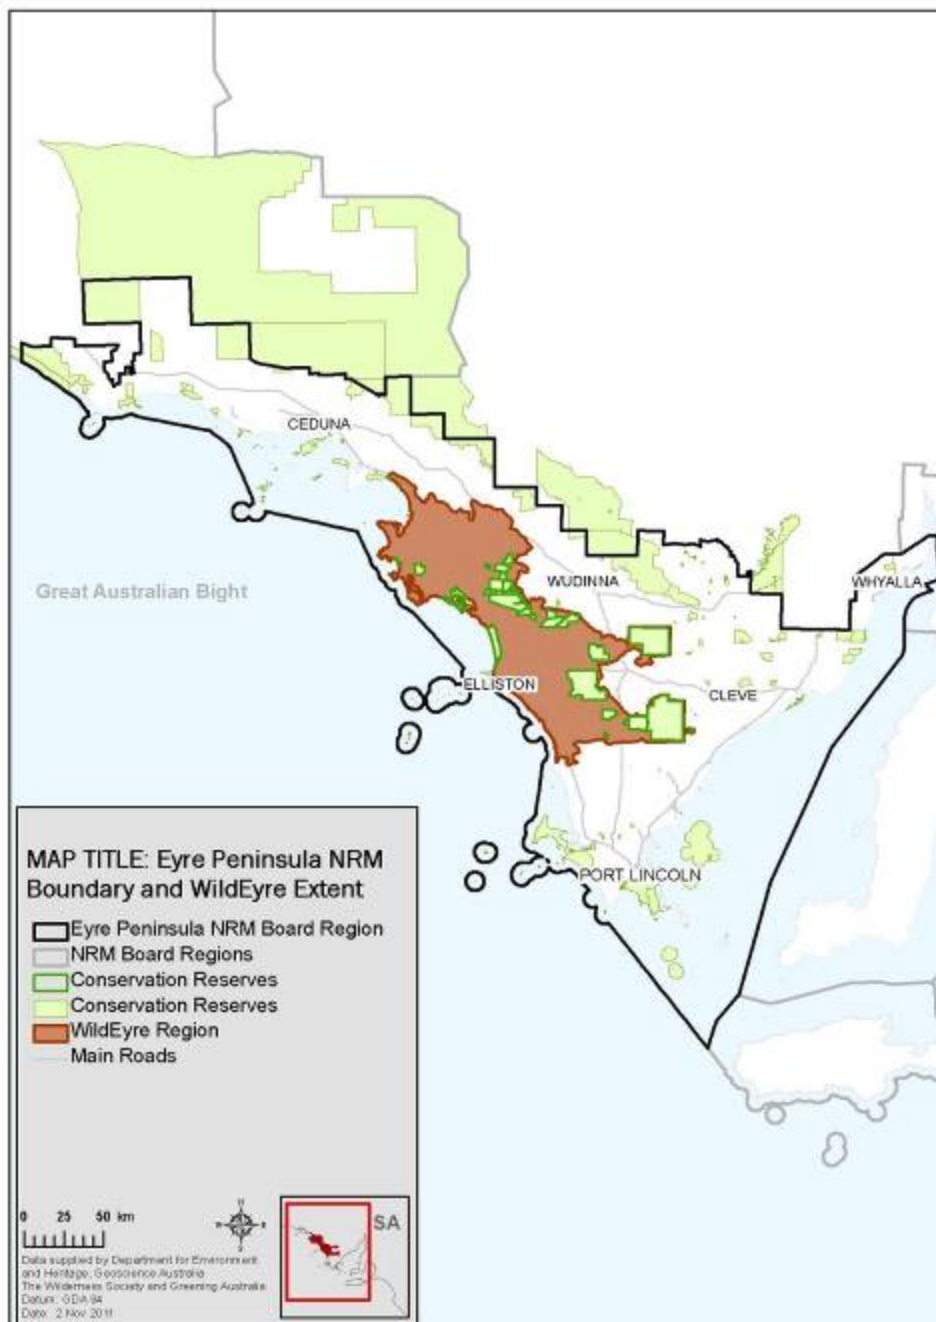 CEDUNA
WUDINNA
WHYALLA
Great Australian Bight
ELLISTON
CLEVE
PORT LINCOLN
MAP TITLE: Eyre Peninsula NRM
Boundary and WildEyre Extent
Eyre Peninsula NRM Board Region
NRM Board Regions
Conservation Reserves
Conservation Reserves
WildEyre Region
Main Roads
0 25 50 km
N
W E
S
SA
Data supplied by Department for Environment
and Heritage, Geoscience Australia
The Wilderness Society and Greening Australia
Datum: GDA 94
Date: 2 Nov 2011